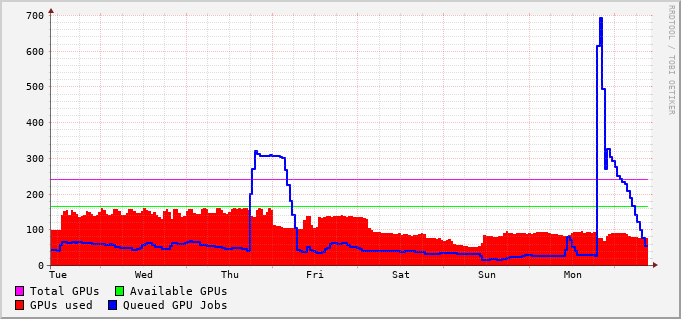 RRDTOOL / TOBI OETIKER
700
600
500
400
300
200
100
0
Tue Wed Thu Fri Sat Sun Mon
Total GPUs Available GPUs
GPUs used Queued GPU Jobs